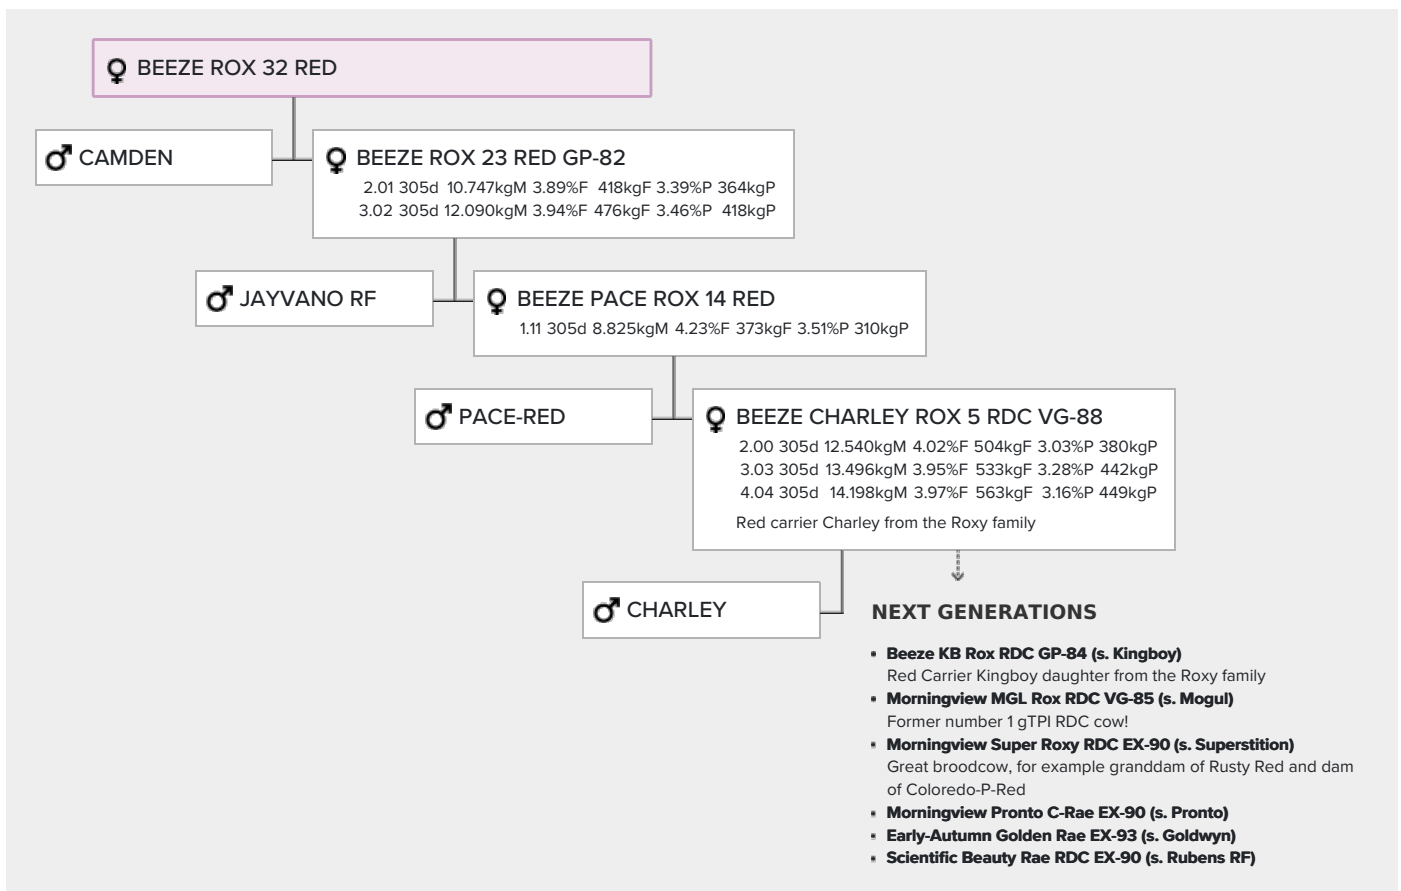 BEEZE ROX 32 RED
CAMDEN
BEEZE ROX 23 RED GP-82
2.01 305d 10.747kgM 3.89%F 418kgF 3.39%P 364kgP
3.02 305d 12.090kgM 3.94%F 476kgF 3.46%P 418kgP
JAYVANO RF
BEEZE PACE ROX 14 RED
1.11 305d 8.825kgM 4.23%F 373kgF 3.51%P 310kgP
PACE-RED
BEEZE CHARLEY ROX 5 RDC VG-88
2.00 305d 12.540kgM 4.02%F 504kgF 3.03%P 380kgP
3.03 305d 13.496kgM 3.95%F 533kgF 3.28%P 442kgP
4.04 305d 14.198kgM 3.97%F 563kgF 3.16%P 449kgP
Red carrier Charley from the Roxy family
CHARLEY
NEXT GENERATIONS
Beeze KB Rox RDC GP-84 (s. Kingboy)
Red Carrier Kingboy daughter from the Roxy family
Morningview MGL Rox RDC VG-85 (s. Mogul)
Former number 1 gTPI RDC cow!
Morningview Super Roxy RDC EX-90 (s. Superstition)
Great broodcow, for example granddam of Rusty Red and dam
of Coloredo-P-Red
Morningview Pronto C-Rae EX-90 (s. Pronto)
Early-Autumn Golden Rae EX-93 (s. Goldwyn)
Scientific Beauty Rae RDC EX-90 (s. Rubens RF)